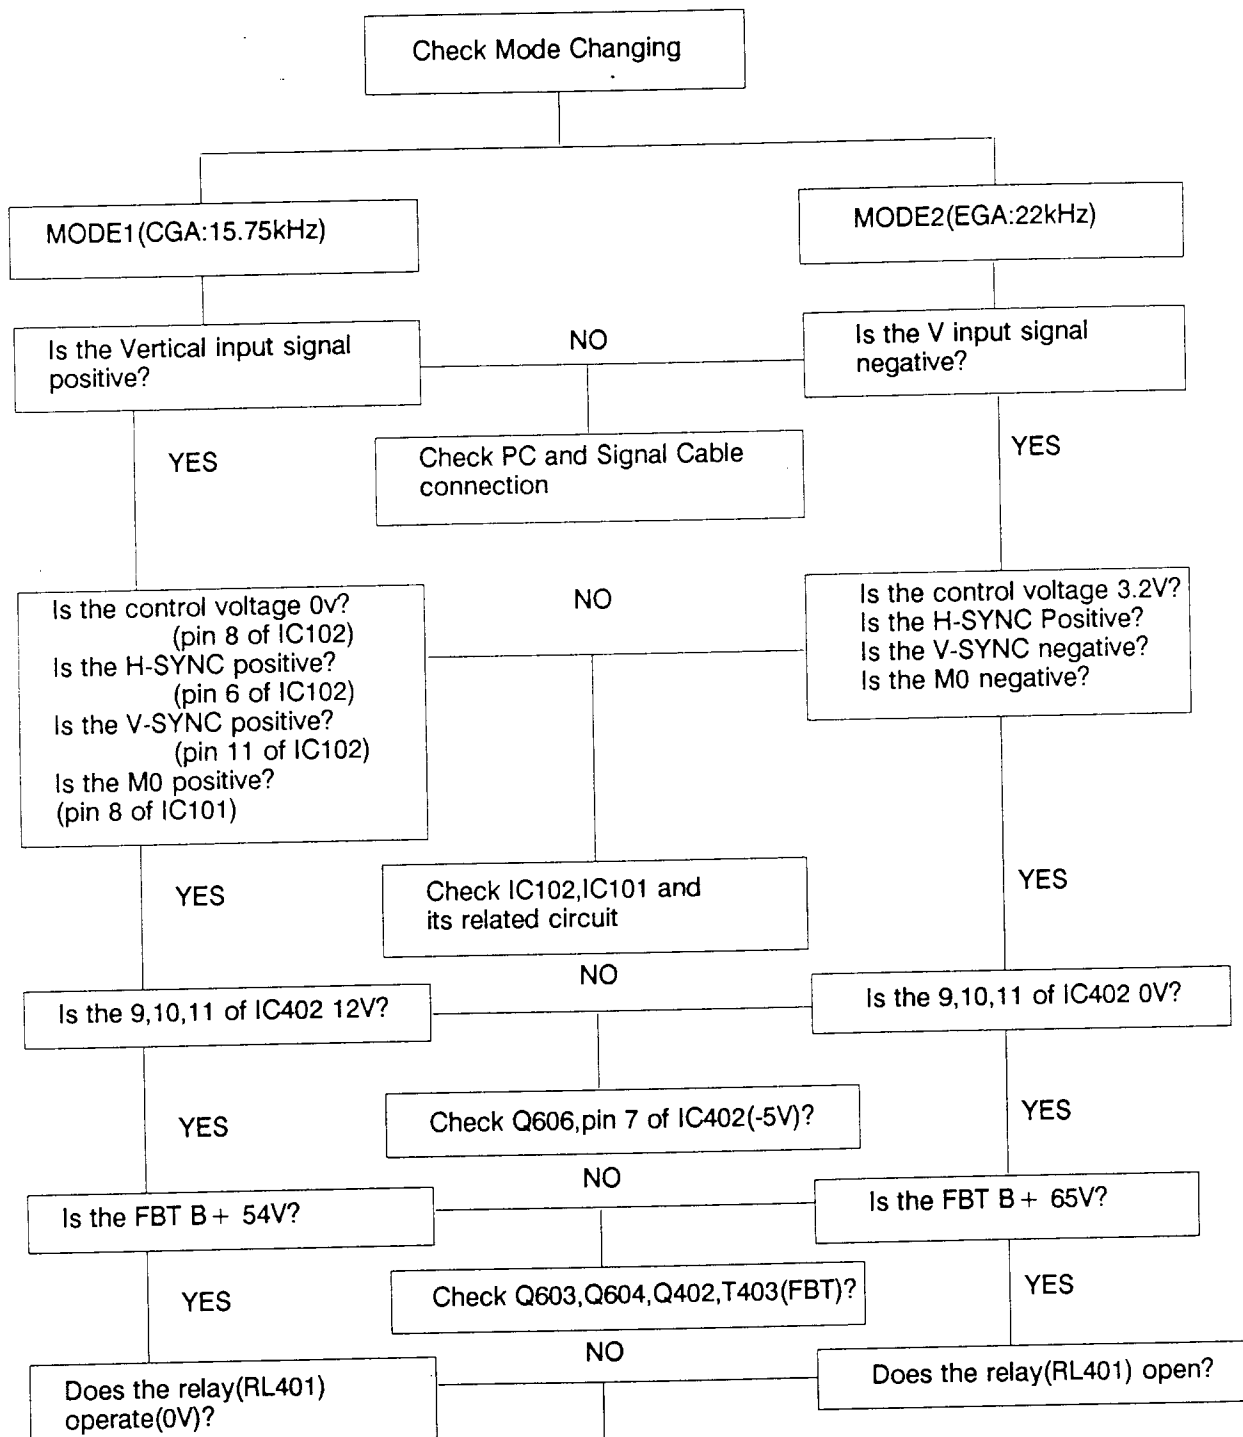 Check Mode Changing
MODE1(CGA:15.75kHz)
MODE2(EGA:22kHz)
Is the Vertical input signal
positive?
NO
Is the V input signal
negative?
YES
Check PC and Signal Cable
connection
YES
Is the control voltage 0v?
(pin 8 of IC102)
Is the H-SYNC positive?
(pin 6 of IC102)
Is the V-SYNC positive?
(pin 11 of IC102)
Is the M0 positive?
(pin 8 of IC101)
NO
Is the control voltage 3.2V?
Is the H-SYNC Positive?
Is the V-SYNC negative?
Is the M0 negative?
YES
Check IC102,IC101 and
its related circuit
YES
NO
Is the 9,10,11 of IC402 12V?
Is the 9,10,11 of IC402 0V?
YES
Check Q606,pin 7 of IC402(-5V)?
YES
NO
Is the FBT B+ 54V?
Is the FBT B+ 65V?
YES
Check Q603,Q604,Q402,T403(FBT)?
YES
NO
Does the relay(RL401)
operate(0V)?
Does the relay(RL401) open?